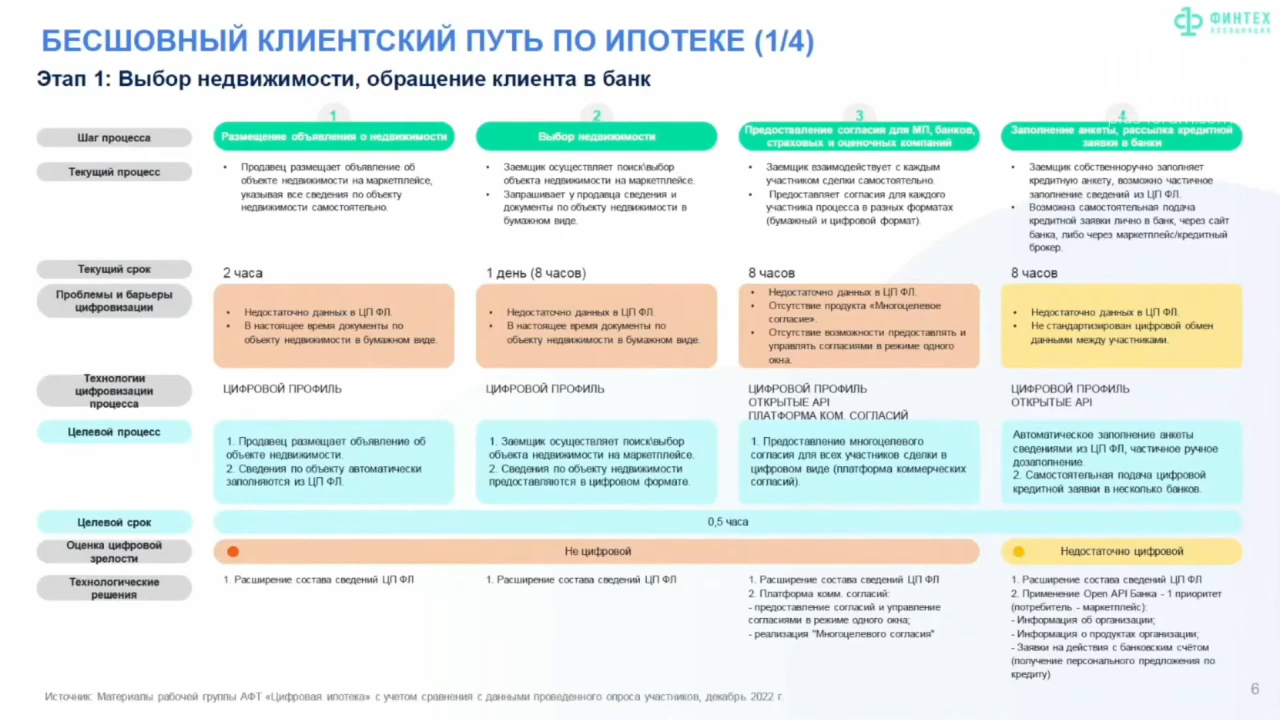 ФИНТЕХ
АССОЦИАЦИЯ
БЕСШОВНЫЙ КЛИЕНТСКИЙ ПУТЬ ПО ИПОТЕКЕ (1/4)
Этап 1: Выбор недвижимости, обращение клиента в банк
1
2
3
4
Шаг процесса
Размещение объявления о недвижимости
Выбор недвижимости
Предоставление согласия для МП, банков,
страховых и оценочных компаний
Заполнение анкеты, рассылка кредитной
заявки в банки
Текущий процесс
• Продавец размещает объявление об
объекте недвижимости на маркетплейсе,
указывая все сведения по объекту
недвижимости самостоятельно.
• Заемщик осуществляет поиск\выбор
объекта недвижимости на маркетплейсе.
• Запрашивает у продавца сведения и
документы по объекту недвижимости в
бумажном виде.
• Заемщик взаимодействует с каждым
участником сделки самостоятельно.
• Предоставляет согласия для каждого
участника процесса в разных форматах
(бумажный и цифровой формат).
• Заемщик собственноручно заполняет
кредитную анкету, возможно частичное
заполнение сведений из ЦП ФЛ.
• Возможна самостоятельная подача
кредитной заявки лично в банк, через сайт
банка, либо через маркетплейс/кредитный
брокер.
Текущий срок
2 часа
1 день (8 часов)
8 часов
8 часов
Проблемы и барьеры
цифровизации
• Недостаточно данных в ЦП ФЛ.
• В настоящее время документы по
объекту недвижимости в бумажном виде.
• Недостаточно данных в ЦП ФЛ.
• В настоящее время документы по
объекту недвижимости в бумажном виде.
• Недостаточно данных в ЦП ФЛ.
• Отсутствие продукта «Многоцелевое
согласие».
• Отсутствие возможности предоставлять и
управлять согласиями в режиме одного
окна.
• Недостаточно данных в ЦП ФЛ.
• Не стандартизирован цифровой обмен
данными между участниками.
Технологии
цифровизации
процесса
ЦИФРОВОЙ ПРОФИЛЬ
ЦИФРОВОЙ ПРОФИЛЬ
ЦИФРОВОЙ ПРОФИЛЬ
ОТКРЫТЫЕ API
ПЛАТФОРМА КОМ. СОГЛАСИЙ
ЦИФРОВОЙ ПРОФИЛЬ
ОТКРЫТЫЕ API
Целевой процесс
1. Продавец размещает объявление об
объекте недвижимости.
2. Сведения по объекту автоматически
заполняются из ЦП ФЛ.
1. Заемщик осуществляет поиск\выбор
объекта недвижимости на маркетплейсе.
2. Сведения по объекту недвижимости
предоставляются в цифровом формате.
1. Предоставление многоцелевого
согласия для всех участников сделки в
цифровом виде (платформа коммерческих
согласий).
Автоматическое заполнение анкеты
сведениями из ЦП ФЛ, частичное ручное
дозаполнение.
2. Самостоятельная подача цифровой
кредитной заявки в несколько банков.
Целевой срок
0,5 часа
Оценка цифровой
зрелости
Не цифровой
Недостаточно цифровой
Технологические
решения
1. Расширение состава сведений ЦП ФЛ
1. Расширение состава сведений ЦП ФЛ
1. Расширение состава сведений ЦП ФЛ
2. Платформа комм. согласий:
- предоставление согласий и управление
согласиями в режиме одного окна;
- реализация "Многоцелевого согласия"
1. Расширение состава сведений ЦП ФЛ
2. Применение Open API Банка - 1 приоритет
(потребитель - маркетплейс):
- Информация об организации;
- Информация о продуктах организации;
- Заявки на действия с банковским счётом
(получение персонального предложения по
кредиту)
Источник: Материалы рабочей группы АФТ «Цифровая ипотека» с учетом сравнения с данными проведенного опроса участников, декабрь 2022 г.
6